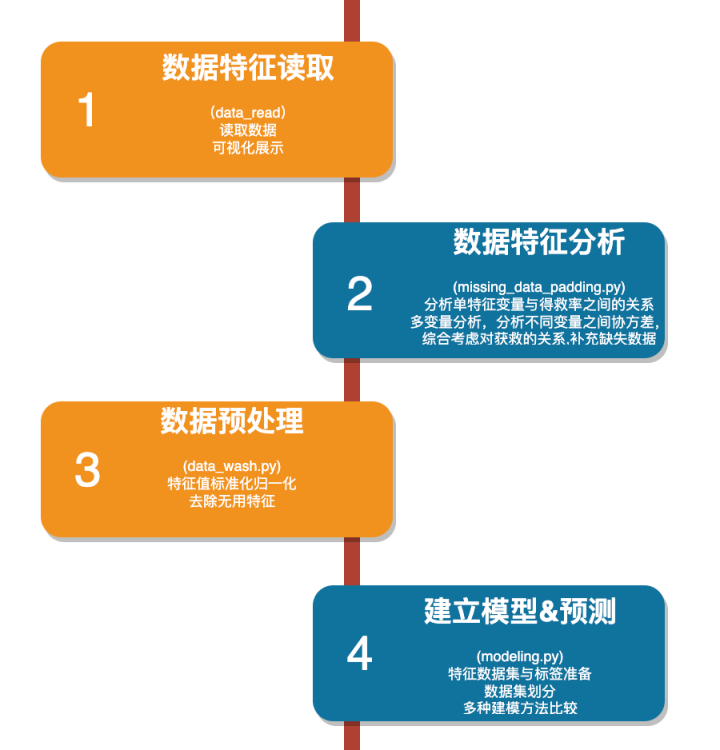 1
数据特征读取
（data_read）
读取数据
可视化展示
2
数据特征分析
(missing_data_padding.py)
分析单特征变量与得救率之间的关系
多变量分析，分析不同变量之间协方差，
综合考虑对获救的关系.补充缺失数据
3
数据预处理
(data_wash.py)
特征值标准化归一化
去除无用特征
4
建立模型&预测
(modeling.py)
特征数据集与标签准备
数据集划分
多种建模方法比较